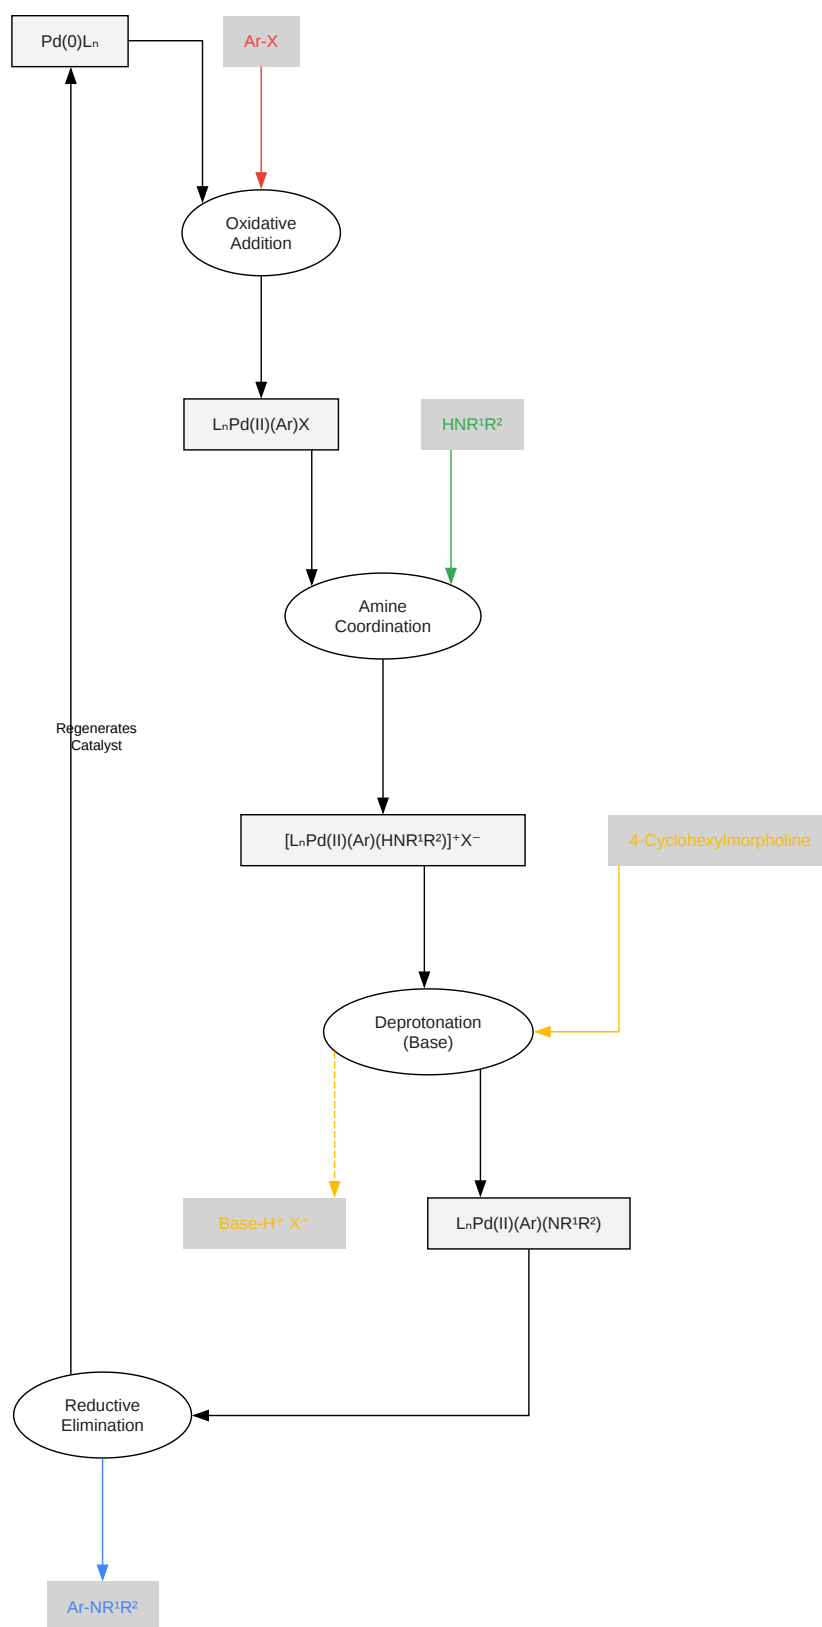 Pd(0)Lₙ
Ar-X
Oxidative
Addition
LₙPd(II)(Ar)X
HNR¹R²
Amine
Coordination
Regenerates
Catalyst
[LₙPd(II)(Ar)(HNR¹R²)]⁺X⁻
4-Cyclohexylmorpholine
Deprotonation
(Base)
Base-H⁺ X⁻
LₙPd(II)(Ar)(NR¹R²)
Reductive
Elimination
Ar-NR¹R²